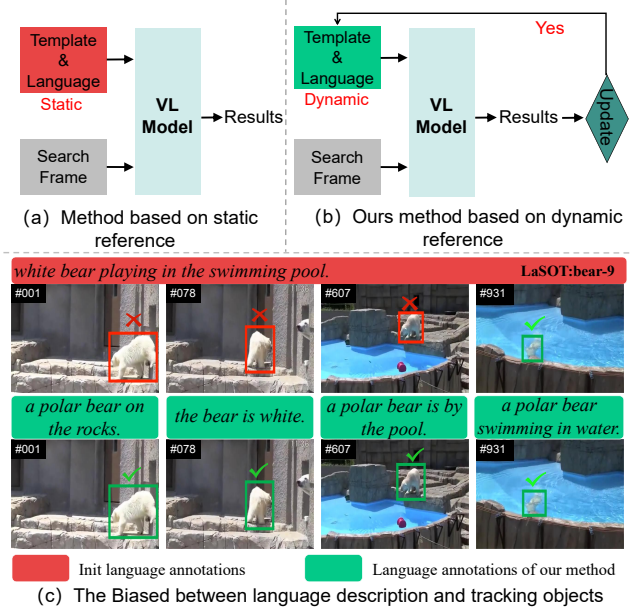 Template
&
Language
Static
Search
Frame
VL
Model
Results
(a) Method based on static
reference
Template
&
Language
Dynamic
Search
Frame
VL
Model
Results
Update
Yes
(b) Ours method based on dynamic
reference
white bear playing in the swimming pool.
LaSOT:bear-9
#001
#078
#607
#931
a polar bear on
the rocks.
the bear is white.
a polar bear is by
the pool.
a polar bear
swimming in water.
#001
#078
#607
#931
Init language annotations
Language annotations of our method
(c) The Biased between language description and tracking objects